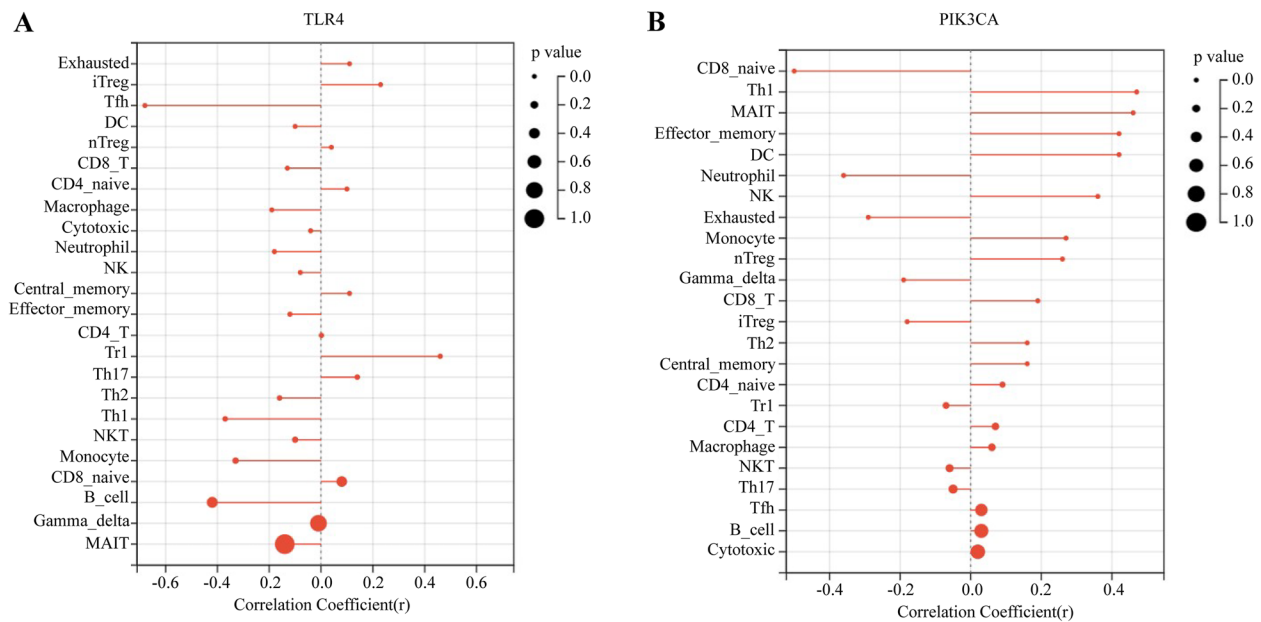 A
TLR4
Exhausted
iTreg
Tfh
DC
nTreg
CD8_T
CD4_naive
Macrophage
Cytotoxic
Neutrophil
NK
Central_memory
Effector_memory
CD4_T
Tr1
Th17
Th2
Th1
NKT
Monocyte
CD8_naive
B_cell
Gamma_delta
MAIT
-0.6 -0.4 0.2 0.0 0.2 0.4 0.6
Correlation Coefficient(r)
p value
0.0
0.2
0.4
0.6
0.8
1.0
B
PIK3CA
CD8_naive
Th1
MAIT
Effector_memory
DC
Neutrophil
NK
Exhausted
Monocyte
nTreg
Gamma_delta
CD8_T
iTreg
Th2
Central_memory
CD4_naive
Tr1
CD4_T
Macrophage
NKT
Th17
Tfh
B_cell
Cytotoxic
-0.4 -0.2 0.0 0.2 0.4
Correlation Coefficient(r)
p value
0.0
0.2
0.4
0.6
0.8
1.0